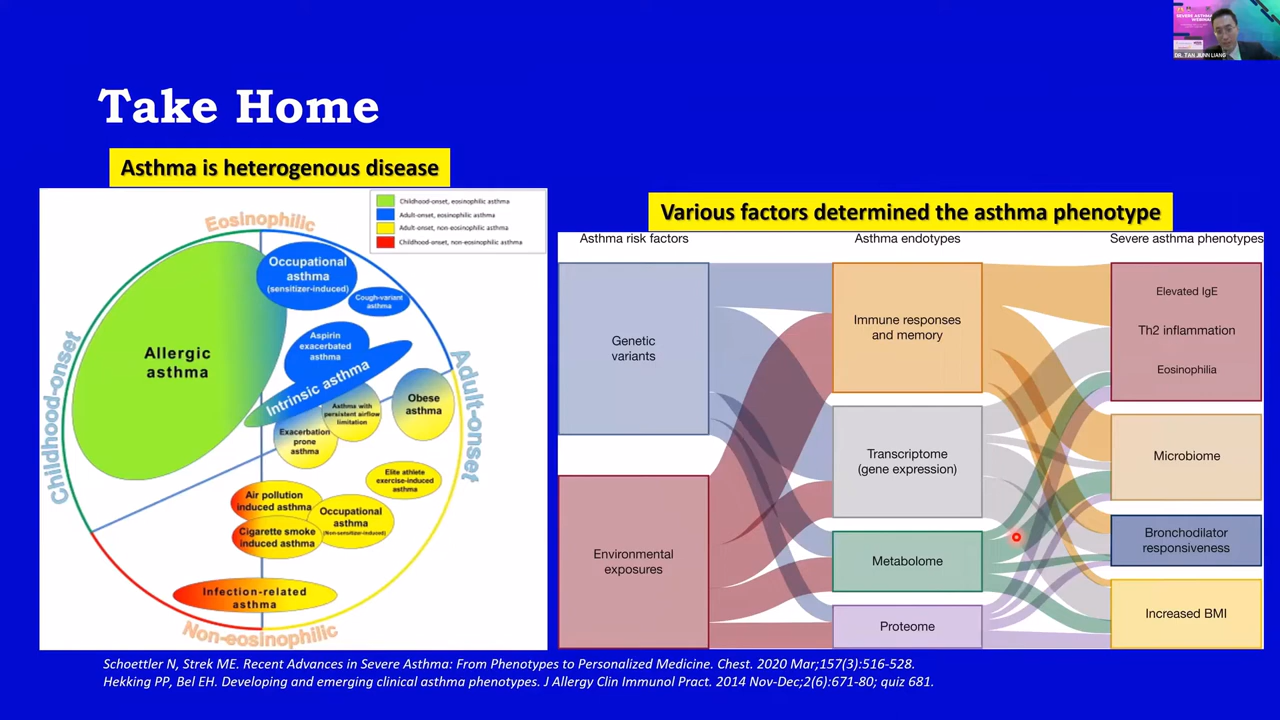 SEVERE ASTHMA
WEBINAR
DR. TAN JUNN LIANG
Take Home
Asthma is heterogenous disease
Childhood-onset, eosinophilic asthma
Adult-onset, eosinophilic asthma
Adult-onset, non-eosinophilic asthma
Childhood-onset, non-eosinophilic asthma
Eosinophilic
Childhood-onset
Adult-onset
Non-eosinophilic
Allergic
asthma
Occupational
asthma
(sensitizer-induced)
Cough-variant
asthma
Aspirin
exacerbated
asthma
Intrinsic asthma
Asthma with
persistent airflow
limitation
Obese
asthma
Exacerbation
prone
asthma
Elite athlete
exercise-induced
asthma
Air pollution
induced asthma
Occupational
asthma
(Non-sensitizer-induced)
Cigarette smoke
induced asthma
Infection-related
asthma
Various factors determined the asthma phenotype
Asthma risk factors
Asthma endotypes
Severe asthma phenotypes
Genetic
variants
Environmental
exposures
Immune responses
and memory
Transcriptome
(gene expression)
Metabolome
Proteome
Elevated IgE
Th2 inflammation
Eosinophilia
Microbiome
Bronchodilator
responsiveness
Increased BMI
Schoettler N, Strek ME. Recent Advances in Severe Asthma: From Phenotypes to Personalized Medicine. Chest. 2020 Mar;157(3):516-528.
Hekking PP, Bel EH. Developing and emerging clinical asthma phenotypes. J Allergy Clin Immunol Pract. 2014 Nov-Dec;2(6):671-80; quiz 681.